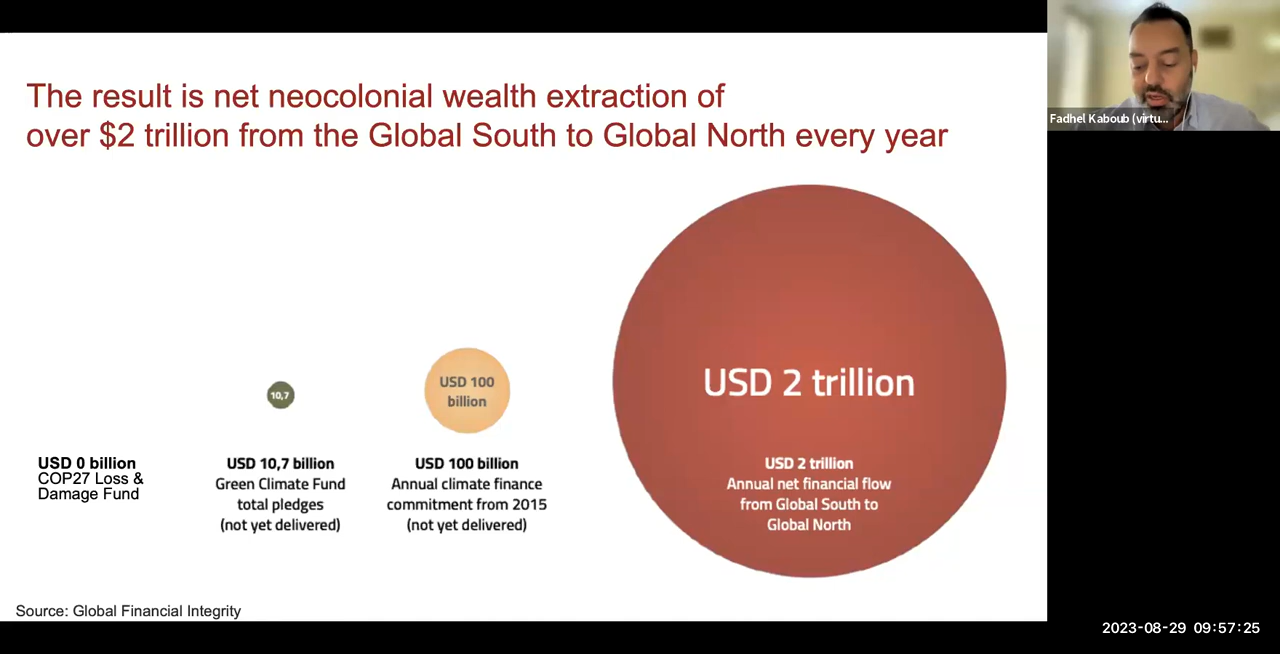 The result is net neocolonial wealth extraction of
over $2 trillion from the Global South to Global North every year
Fadhel Kaboub (virtu...
10,7
USD 100
billion
USD 2 trillion
USD 0 billion
COP27 Loss &
Damage Fund
USD 10,7 billion
Green Climate Fund
total pledges
(not yet delivered)
USD 100 billion
Annual climate finance
commitment from 2015
(not yet delivered)
USD 2 trillion
Annual net financial flow
from Global South to
Global North
Source: Global Financial Integrity
2023-08-29 09:57:25